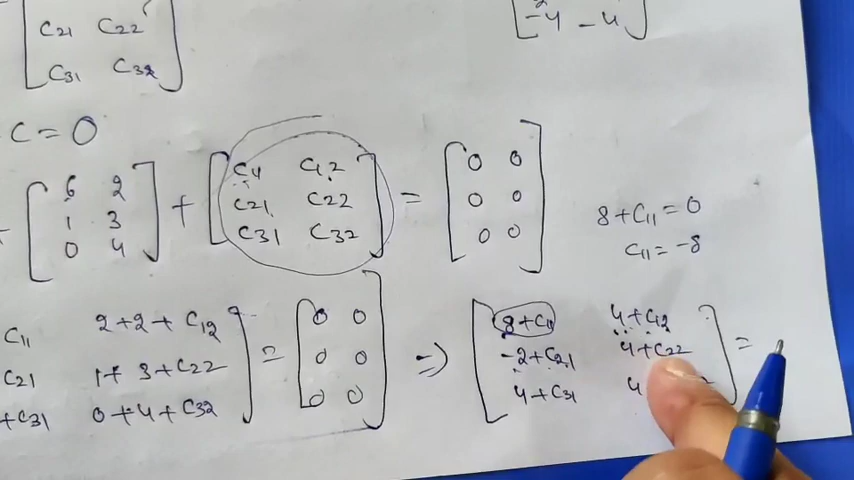 C21 C22
C31 C32
-4 -4
C = 0
6 2
1 3
0 4
+
C11 C12
C21 C22
C31 C32
=
0 0
0 0
0 0
8+C11 = 0
C11 = -8
C11 2+2+C12
C21 1+3+C22
+C31 0+4+C32
=
0 0
0 0
0 0
=>
8+C11 4+C12
-2+C21 4+C22
4+C31 4
=